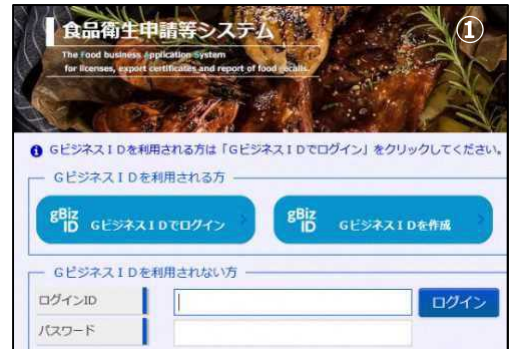 食品衛生申請等システム
①
The Food business Application System
for licenses, export certificates and report of food recalls
GビジネスIDを利用される方は「GビジネスIDでログイン」をクリックしてください。
GビジネスIDを利用される方
gBiz ID GビジネスIDでログイン
gBiz ID GビジネスIDを作成
GビジネスIDを利用されない方
ログインID
ログイン
パスワード